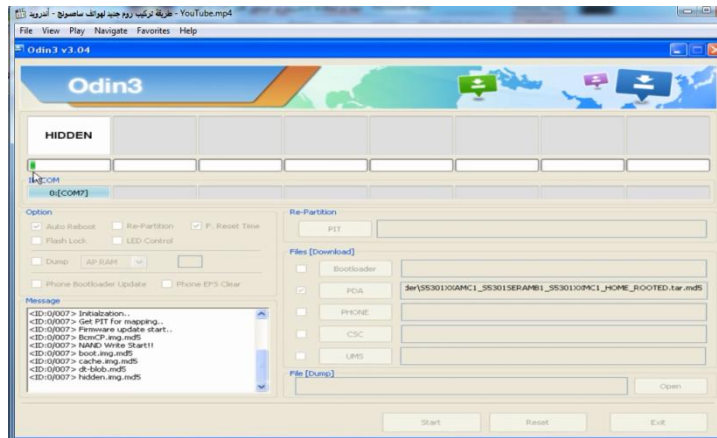 طريقة تركيب روم جديد لهواتف سامسونج - أندرويد - YouTube.mp4
File View Play Navigate Favorites Help
Odin3 v3.04
Odin3
HIDDEN
ID:COM
0:[COM7]
Option
Auto Reboot Re-Partition F. Reset Time
Flash Lock LED Control
Dump AP RAM
Phone Bootloader Update Phone EFS Clear
Message
<ID:0/007> Initialzation..
<ID:0/007> Get PIT for mapping..
<ID:0/007> Firmware update start..
<ID:0/007> BcmCP.img.md5
<ID:0/007> NAND Write Start!!
<ID:0/007> boot.img.md5
<ID:0/007> cache.img.md5
<ID:0/007> dt-blob.md5
<ID:0/007> hidden.img.md5
Re-Partition
PIT
Files [Download]
Bootloader
PDA der\S5301XXAMC1_S5301SERAMB1_S5301XXMC1_HOME_ROOTED.tar.md5
PHONE
CSC
UMS
File [Dump]
Open
Start Reset Exit